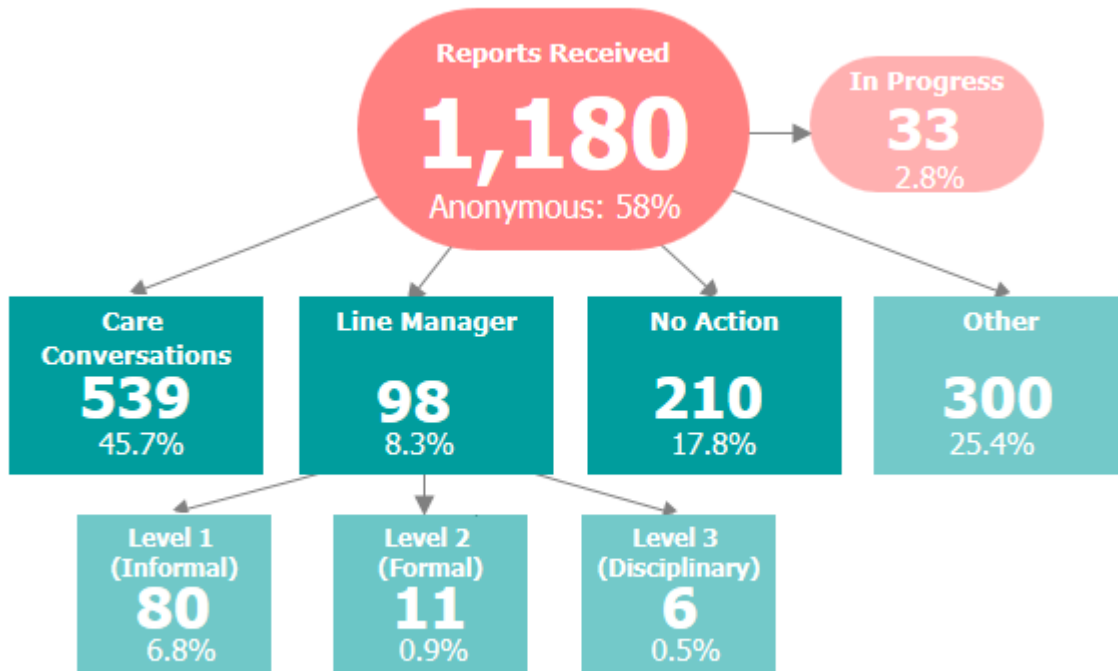 Reports Received
1,180
Anonymous: 58%
In Progress
33
2.8%
Care
Conversations
539
45.7%
Line Manager
98
8.3%
No Action
210
17.8%
Other
300
25.4%
Level 1
(Informal)
80
6.8%
Level 2
(Formal)
11
0.9%
Level 3
(Disciplinary)
6
0.5%